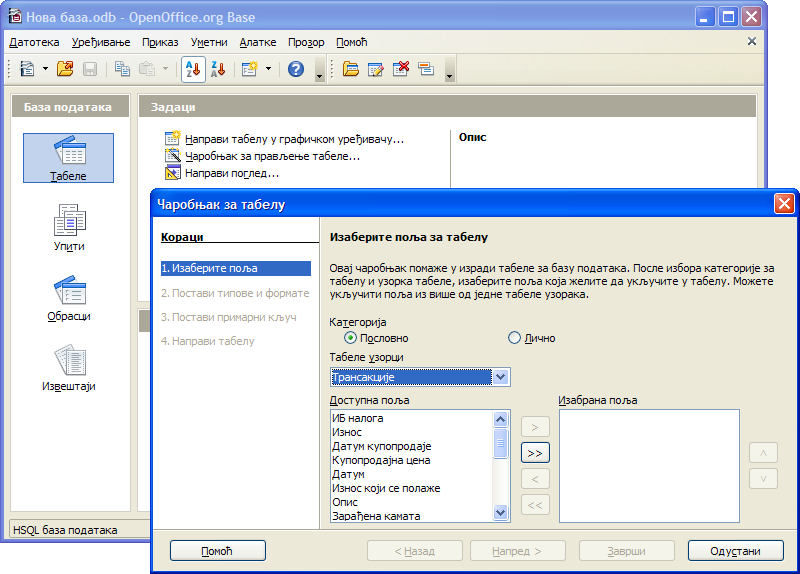 Нова база.odb - OpenOffice.org Base
Датотека Уређивање Приказ Уметни Алатке Прозор Помоћ
База података
Задаци
Табеле
Упити
Обрасци
Извештаји
Направи табелу у графичком уређивачу...
Чаробњак за прављење табеле...
Направи поглед...
Опис
HSQL база података
Чаробњак за табелу
Кораци
1. Изаберите поља
2. Постави типове и формате
3. Постави примарни кључ
4. Направи табелу
Изаберите поља за табелу
Овај чаробњак помаже у изради табеле за базу података. После избора категорије за
табелу и узорка табеле, изаберите поља која желите да укључите у табелу. Можете
укључити поља из више од једне табеле узорака.
Категорија
Пословно Лично
Табеле узорци
Трансакције
Доступна поља Изабрана поља
ИБ налога
Износ
Датум купопродаје
Купопродајна цена
Датум
Износ који се полаже
Опис
Зарађена камата
>
>>
<
<<
Помоћ < Назад Напред > Заврши Одустани